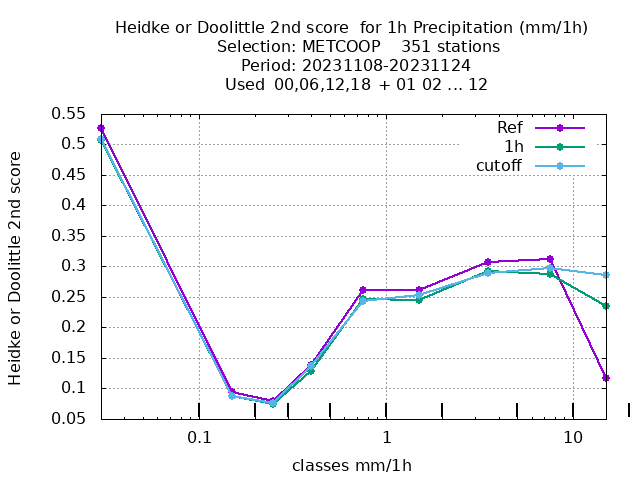 Heidke or Doolittle 2nd score  for 1h Precipitation (mm/1h)
Selection: METCOOP    351 stations
Period: 20231108-20231124
Used  00,06,12,18 + 01 02 ... 12
Ref
1h
cutoff
0.55
0.5
0.45
0.4
0.35
0.3
0.25
0.2
0.15
0.1
0.05
Heidke or Doolittle 2nd score
0.1
1
10
classes mm/1h